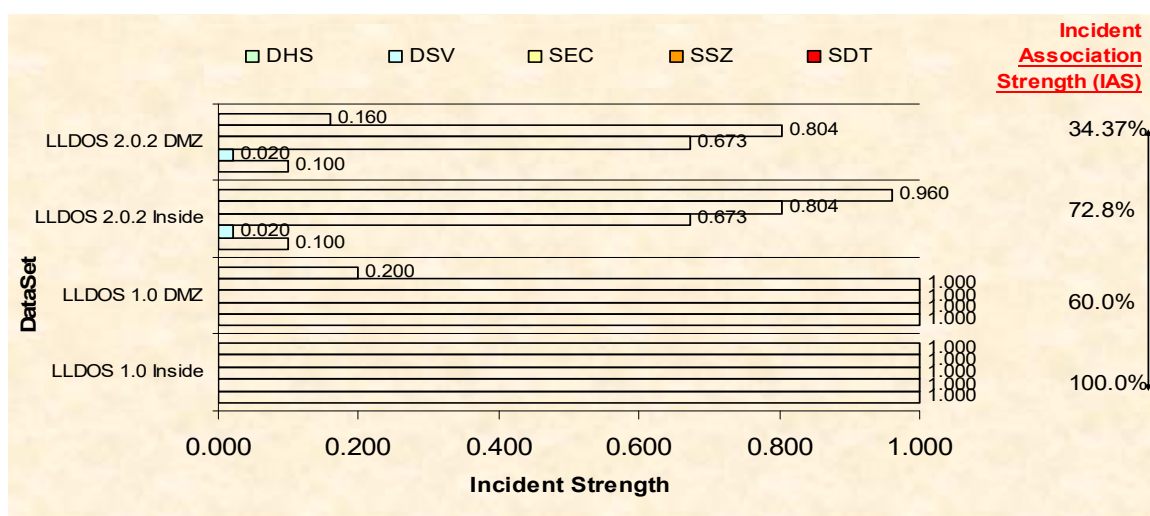 DHS DSV SEC SSZ SDT
Incident
Association
Strength (IAS)
LLDOS 2.0.2 DMZ
0.160
0.804
0.673
0.020
0.100
34.37%
LLDOS 2.0.2 Inside
0.960
0.804
0.673
0.020
0.100
72.8%
LLDOS 1.0 DMZ
0.200
1.000
1.000
1.000
1.000
60.0%
LLDOS 1.0 Inside
1.000
1.000
1.000
1.000
1.000
100.0%
DataSet
0.000 0.200 0.400 0.600 0.800 1.000
Incident Strength